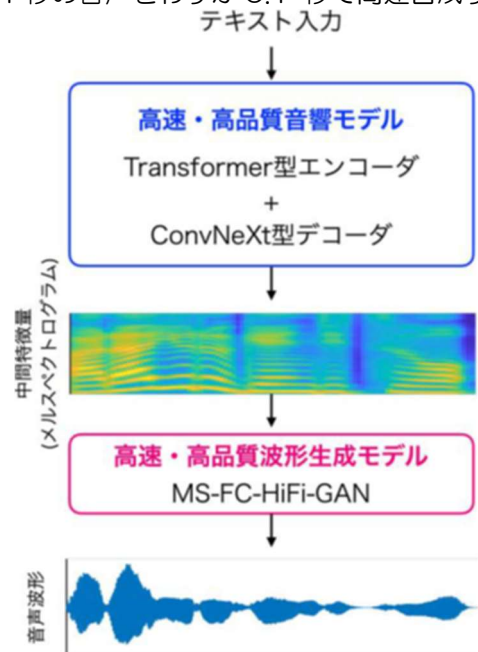 テキスト入力
高速・高品質音響モデル
Transformer型エンコーダ
+
ConvNeXt型デコーダ
中間特徴量
(メルスペクトログラム)
高速・高品質波形生成モデル
MS-FC-HiFi-GAN
音声波形